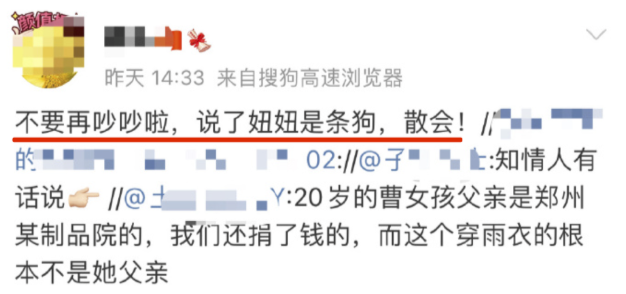 颜值
昨天 14:33 来自搜狗高速浏览器
不要再吵吵啦，说了妞妞是条狗，散会！//
的 02://@子 士:知情人有
话说👉🏻 //@土 Y:20岁的曹女孩父亲是郑州
某制品院的，我们还捐了钱的，而这个穿雨衣的根
本不是她父亲